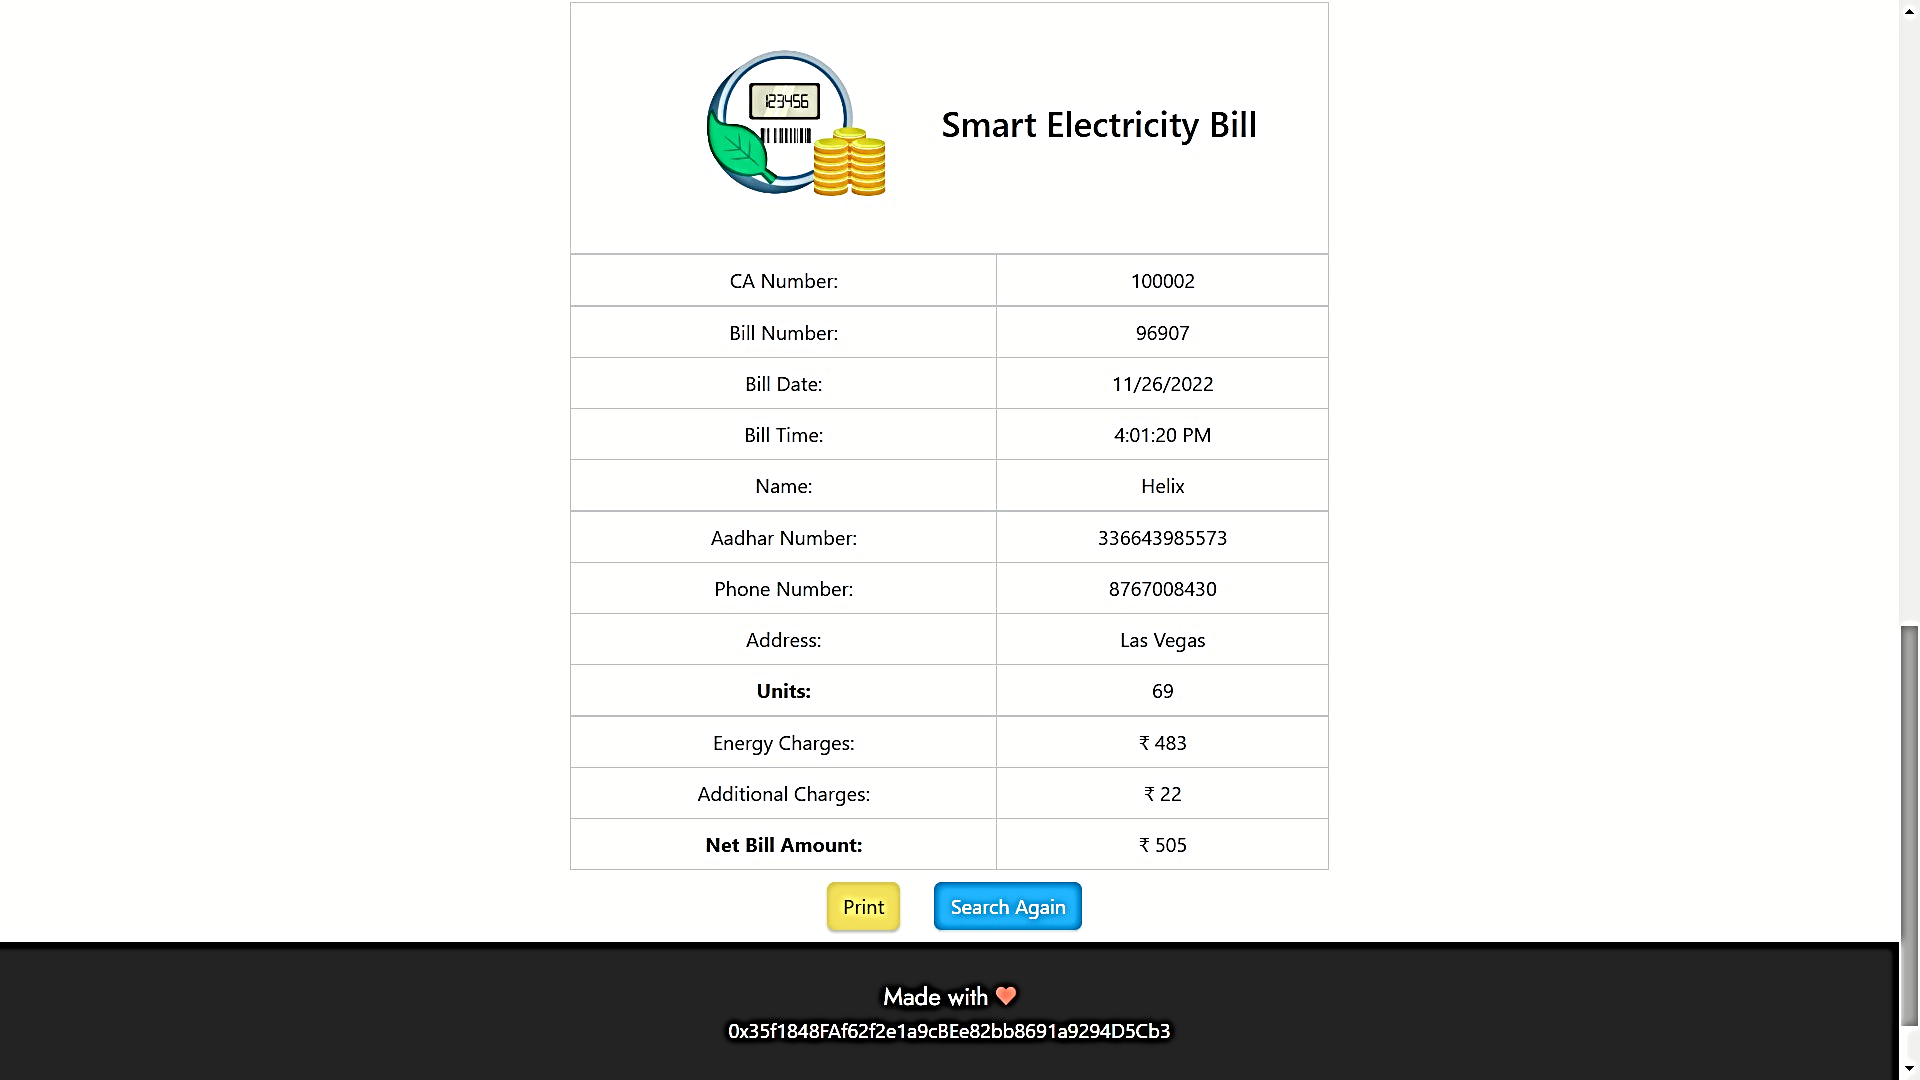 123456
Smart Electricity Bill
CA Number: 100002
Bill Number: 96907
Bill Date: 11/26/2022
Bill Time: 4:01:20 PM
Name: Helix
Aadhar Number: 336643985573
Phone Number: 8767008430
Address: Las Vegas
Units: 69
Energy Charges: ₹ 483
Additional Charges: ₹ 22
Net Bill Amount: ₹ 505
Print Search Again
Made with ❤
0x35f1848FAf62f2e1a9cBEe82bb8691a9294D5Cb3